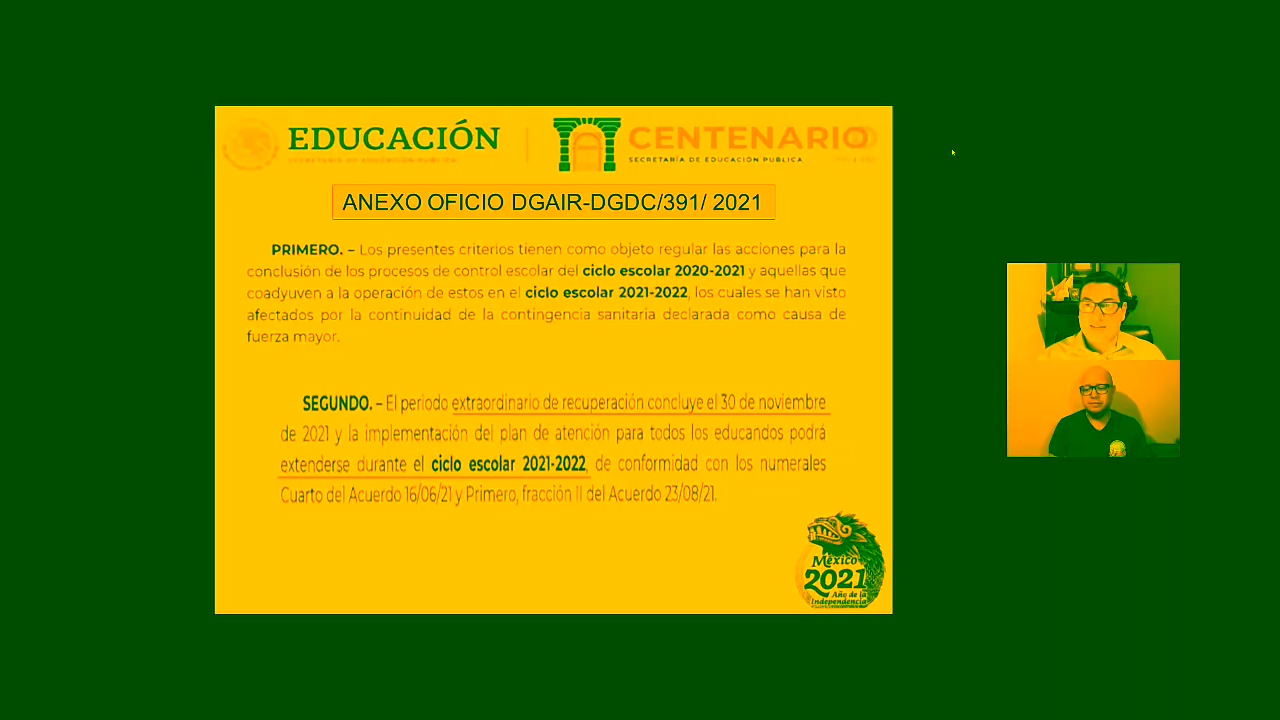 EDUCACIÓN
SECRETARÍA DE EDUCACIÓN PÚBLICA
CENTENARIO
SECRETARÍA DE EDUCACIÓN PUBLICA
ANEXO OFICIO DGAIR-DGDC/391/ 2021
PRIMERO. – Los presentes criterios tienen como objeto regular las acciones para la
conclusión de los procesos de control escolar del ciclo escolar 2020-2021 y aquellas que
coadyuven a la operación de estos en el ciclo escolar 2021-2022, los cuales se han visto
afectados por la continuidad de la contingencia sanitaria declarada como causa de
fuerza mayor.
SEGUNDO. – El periodo extraordinario de recuperación concluye el 30 de noviembre
de 2021 y la implementación del plan de atención para todos los educandos podrá
extenderse durante el ciclo escolar 2021-2022, de conformidad con los numerales
Cuarto del Acuerdo 16/06/21 y Primero, fracción II del Acuerdo 23/08/21.
México
2021
Año de la
Independencia